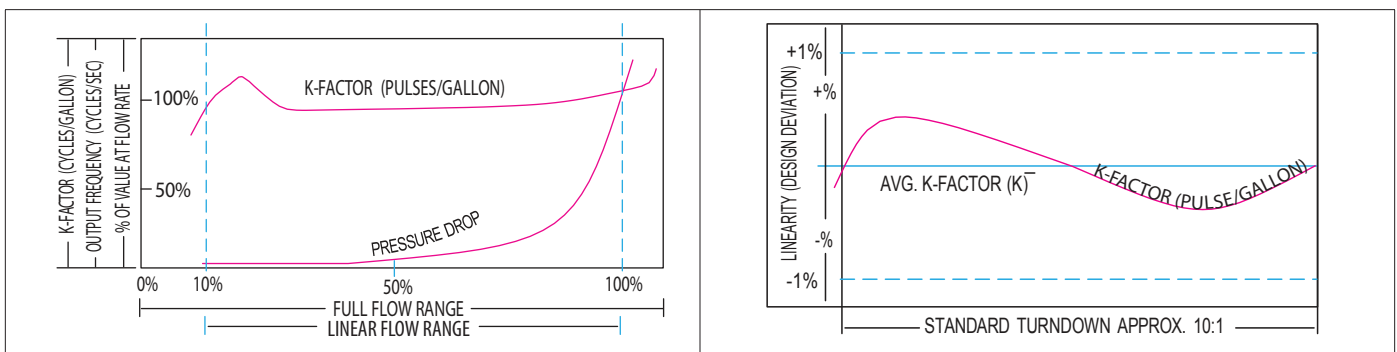 K-FACTOR (CYCLES/GALLON)
OUTPUT FREQUENCY (CYCLES/SEC)
% OF VALUE AT FLOW RATE
100%
50%
K-FACTOR (PULSES/GALLON)
PRESSURE DROP
0%
10%
50%
100%
FULL FLOW RANGE
LINEAR FLOW RANGE
LINEARITY (DESIGN DEVIATION)
+1%
+%
-%
-1%
AVG. K-FACTOR (K)¯
K-FACTOR (PULSE/GALLON)
STANDARD TURNDOWN APPROX. 10:1